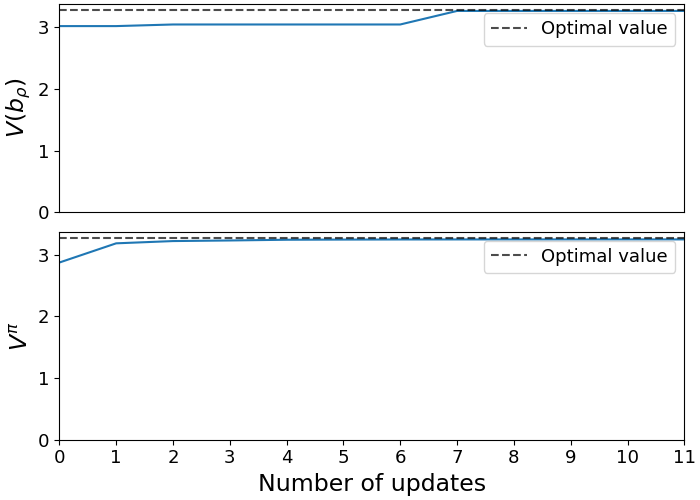 3
2
1
0
V(b_ρ)
Optimal value
3
2
1
0
V^π
Optimal value
0 1 2 3 4 5 6 7 8 9 10 11
Number of updates